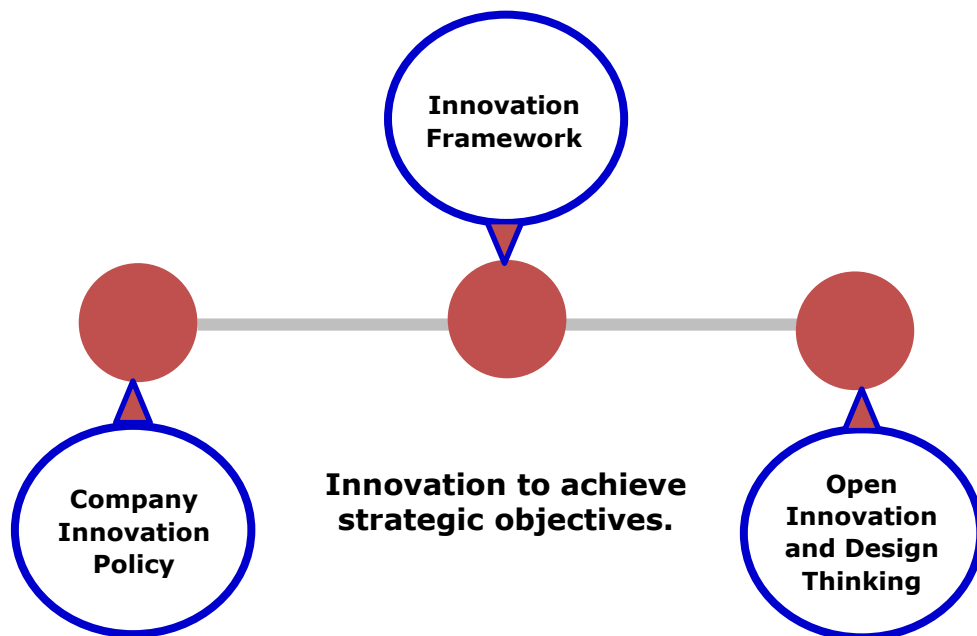 Innovation
Framework
Company
Innovation
Policy
Innovation to achieve
strategic objectives.
Open
Innovation
and Design
Thinking